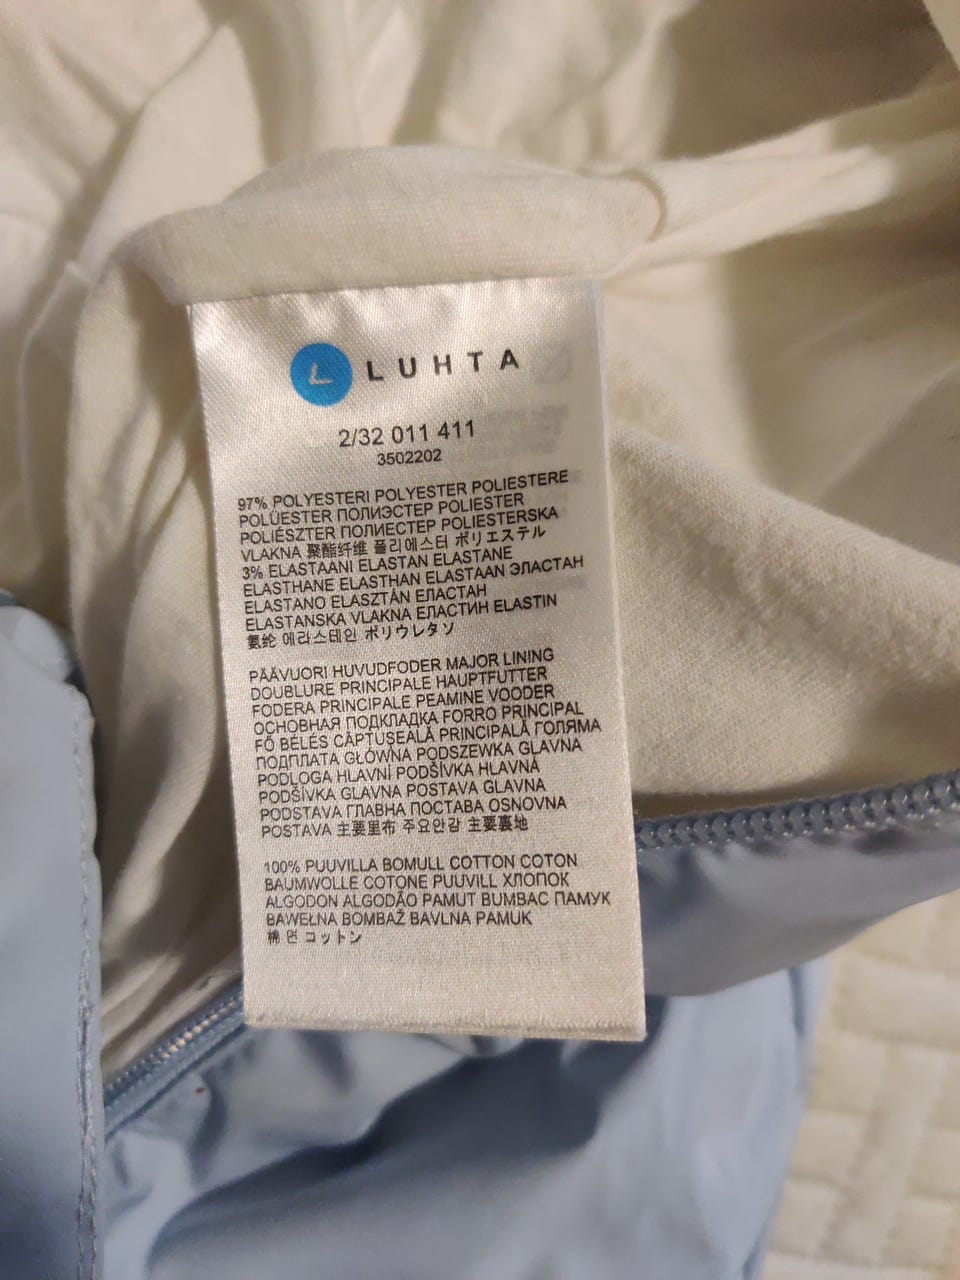 L LUHTA
2/32 011 411
3502202
97% POLYESTERI POLYESTER POLIESTERE
POLÜESTER ПОЛИЭСТЕР POLIESTER
POLIÉSZTER ПОЛИЕСТЕР POLIESTERSKA
VLAKNA 聚酯纤维 폴리에스터 ポリエステル
3% ELASTAANI ELASTAN ELASTANE
ELASTHANE ELASTHAN ELASTAAN ЭЛАСТАН
ELASTANO ELASZTÁN ЕЛАСТАН
ELASTANSKA VLAKNA ЕЛАСТИН ELASTIN
氨纶 에라스테인 ポリウレタソ
PÄÄVUORI HUVUDFODER MAJOR LINING
DOUBLURE PRINCIPALE HAUPTFUTTER
FODERA PRINCIPALE PEAMINE VOODER
ОСНОВНАЯ ПОДКЛАДКА FORRO PRINCIPAL
FŐ BÉLÉS CĂPTUSEALĂ PRINCIPALĂ ГОЛЯМА
ПОДПЛАТА GŁÓWNA PODSZEWKA GLAVNA
PODLOGA HLAVNÍ PODŠÍVKA HLAVNÁ
PODŠÍVKA GLAVNA POSTAVA GLAVNA
PODSTAVA ГЛАВНА ПОСТАВА OSNOVNA
POSTAVA 主要里布 주요안감 主要裏地
100% PUUVILLA BOMULL COTTON COTON
BAUMWOLLE COTONE PUUVILL ХЛОПОК
ALGODON ALGODÃO PAMUT BUMBAC ПАМУК
BAWEŁNA BOMBAŽ BAVLNA PAMUK
棉 면 コットン